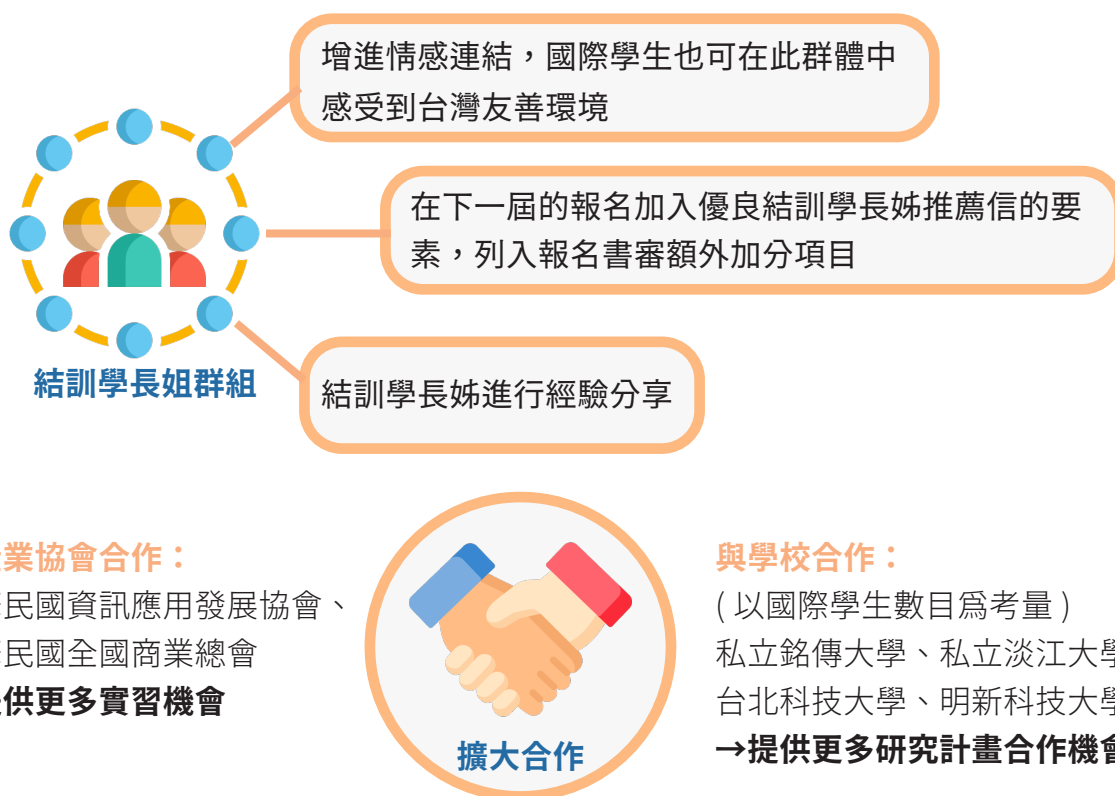 增進情感連結，國際學生也可在此群體中
感受到台灣友善環境
在下一屆的報名加入優良結訓學長姊推薦信的要
素，列入報名書審額外加分項目
結訓學長姐群組
結訓學長姊進行經驗分享
業協會合作：
民國資訊應用發展協會、
民國全國商業總會
供更多實習機會
擴大合作
與學校合作：
( 以國際學生數目爲考量 )
私立銘傳大學、私立淡江大學
台北科技大學、明新科技大學
→提供更多研究計畫合作機會